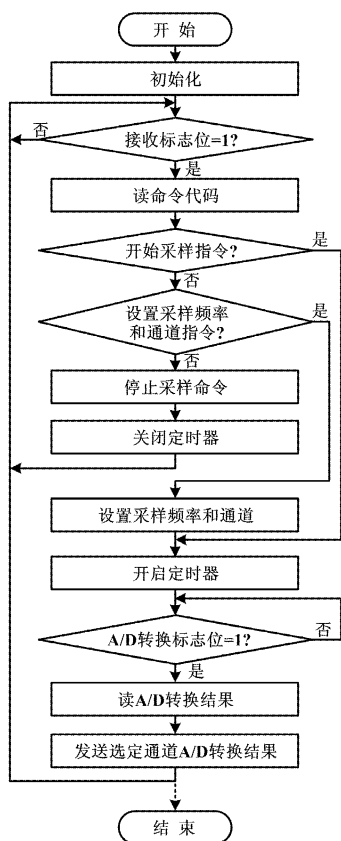 开 始
初始化
否
接收标志位=1?
是
读命令代码
开始采样指令?
是
否
设置采样频率
和通道指令?
是
否
停止采样命令
关闭定时器
设置采样频率和通道
开启定时器
A/D转换标志位=1?
否
是
读A/D转换结果
发送选定通道A/D转换结果
结 束